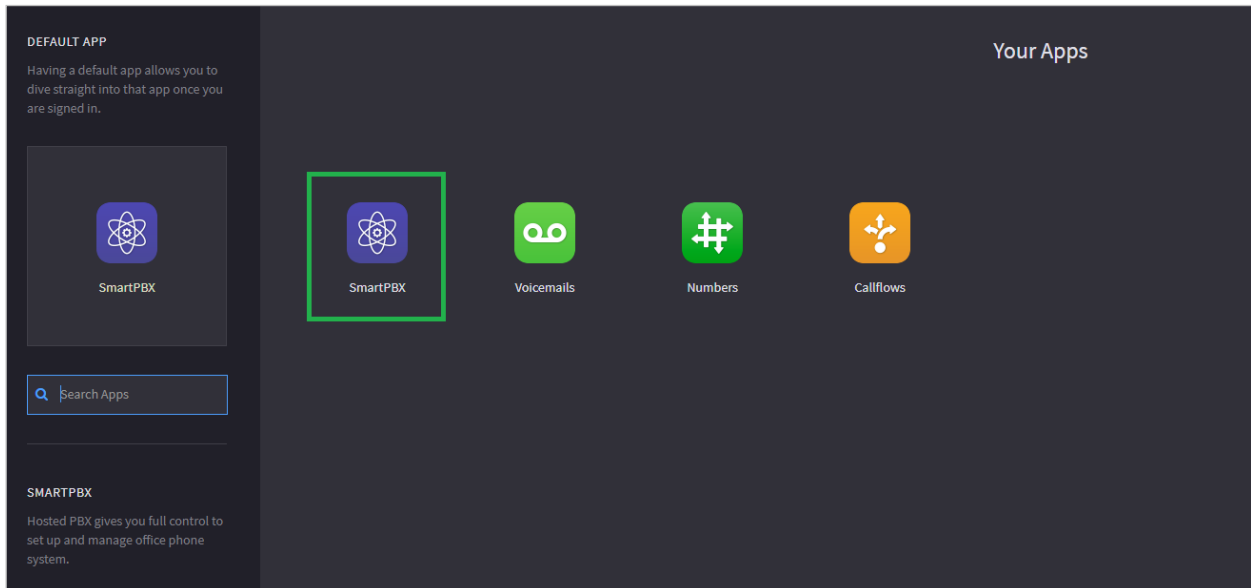 DEFAULT APP
Having a default app allows you to
dive straight into that app once you
are signed in.
SmartPBX
Search Apps
SMARTPBX
Hosted PBX gives you full control to
set up and manage office phone
system.
Your Apps
SmartPBX
Voicemails
Numbers
Callflows